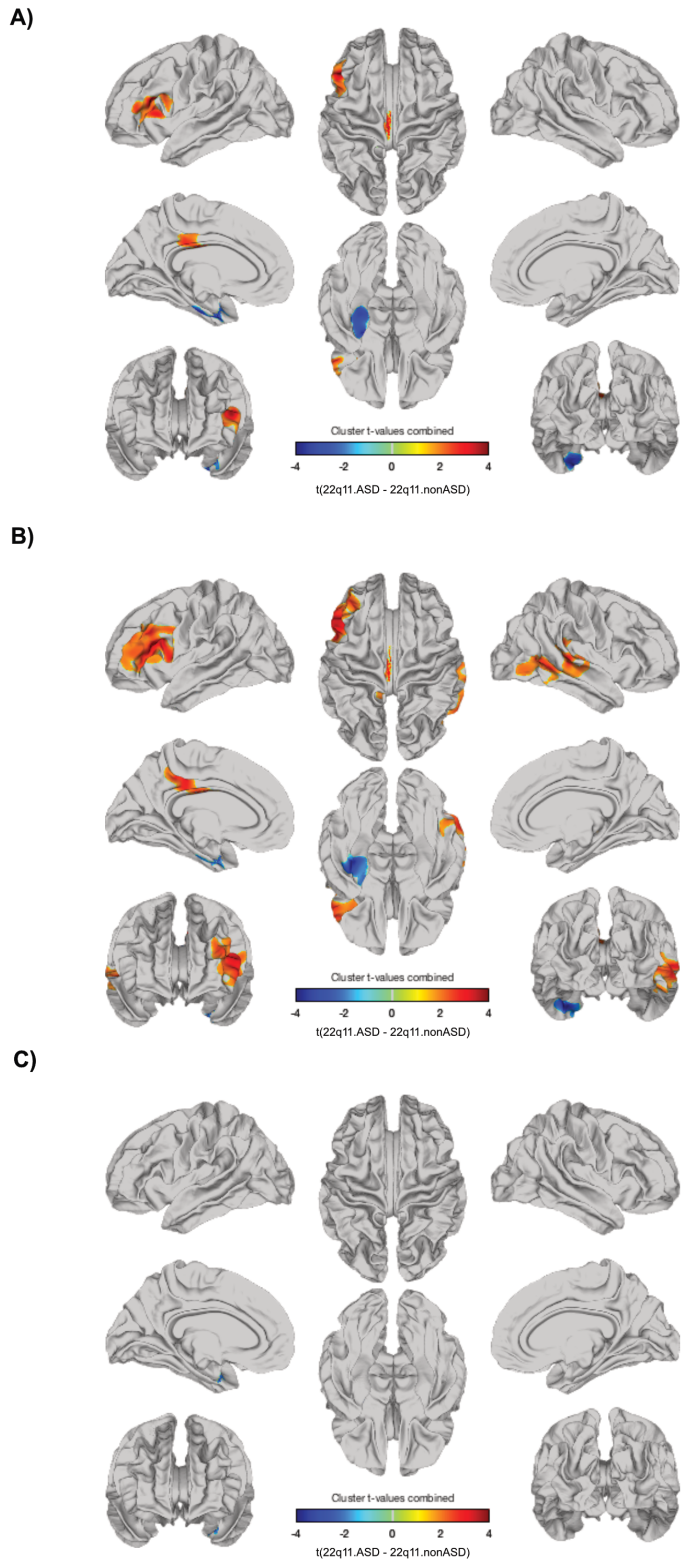 A)
Cluster t-values combined
-4 -2 0 2 4
t(22q11.ASD - 22q11.nonASD)
B)
Cluster t-values combined
-4 -2 0 2 4
t(22q11.ASD - 22q11.nonASD)
C)
Cluster t-values combined
-4 -2 0 2 4
t(22q11.ASD - 22q11.nonASD)